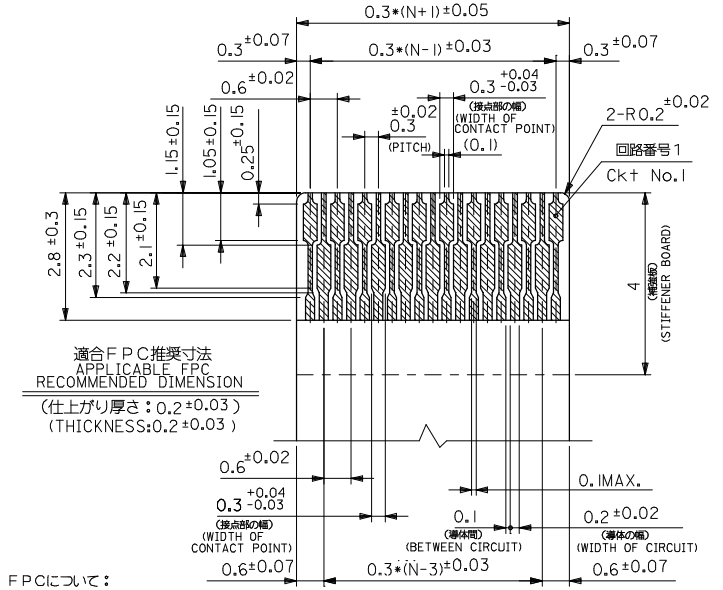 0.3*(N+1)±0.05
0.3±0.07
0.3*(N-1)±0.03
0.3±0.07
0.6±0.02
0.3 +0.04 -0.03
(接点部の幅)
(WIDTH OF
CONTACT POINT)
±0.02
0.3
(PITCH)
(0.1)
2-R0.2±0.02
回路番号1
Ckt No.1
1.15±0.15
1.05±0.15
0.25±0.15
2.8±0.3
2.3±0.15
2.2±0.15
2.1±0.15
4
(補強板)
(STIFFENER BOARD)
適合FPC推奨寸法
APPLICABLE FPC
RECOMMENDED DIMENSION
(仕上がり厚さ:0.2±0.03)
(THICKNESS:0.2±0.03)
0.6±0.02
0.3 +0.04 -0.03
(接点部の幅)
(WIDTH OF
CONTACT POINT)
0.1MAX.
0.1
(導体間)
(BETWEEN CIRCUIT)
0.2±0.02
(導体の幅)
(WIDTH OF CIRCUIT)
0.6±0.07
0.3*(N-3)±0.03
0.6±0.07
FPCについて: